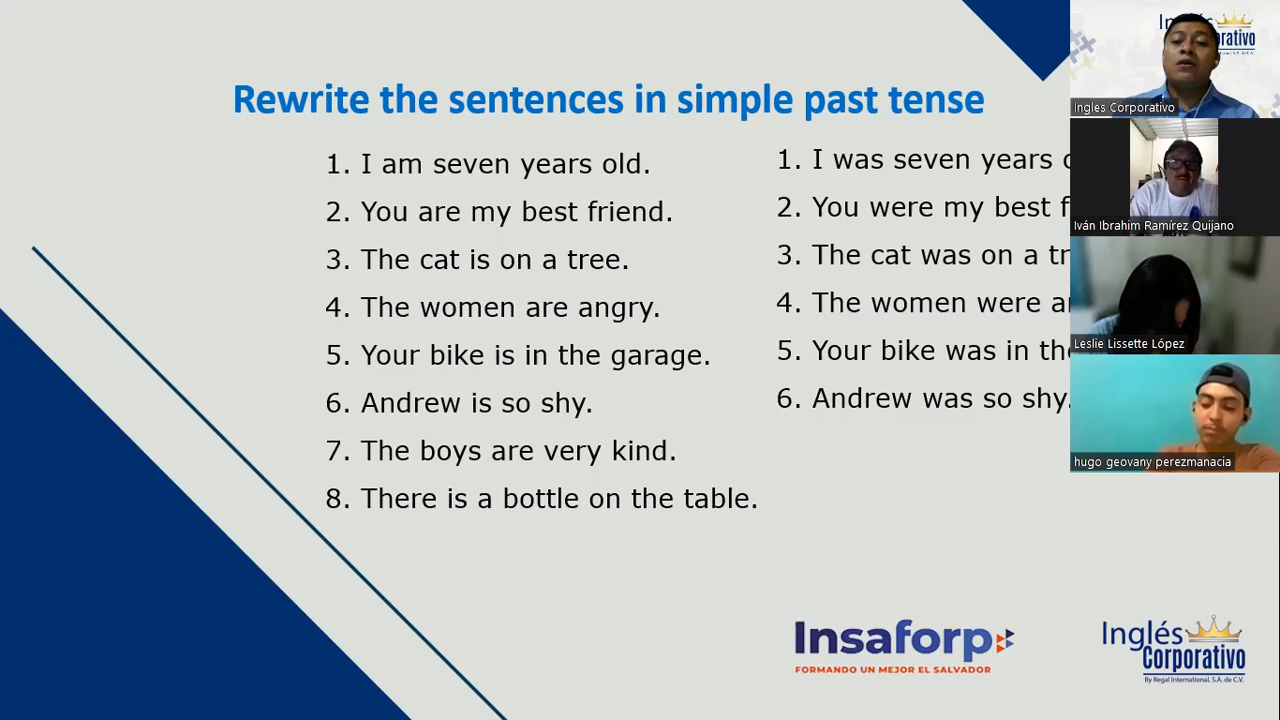 Rewrite the sentences in simple past tense
1. I am seven years old.
2. You are my best friend.
3. The cat is on a tree.
4. The women are angry.
5. Your bike is in the garage.
6. Andrew is so shy.
7. The boys are very kind.
8. There is a bottle on the table.
1. I was seven years
2. You were my best
3. The cat was on a
4. The women were
5. Your bike was in
6. Andrew was so shy.
Ingles Corporativo
Iván Ibrahim Ramírez Quijano
Leslie Lissette López
hugo geovany perezmanacia
Insaforp
FORMANDO UN MEJOR EL SALVADOR
Inglés
Corporativo
By Regal International, S.A. de C.V.